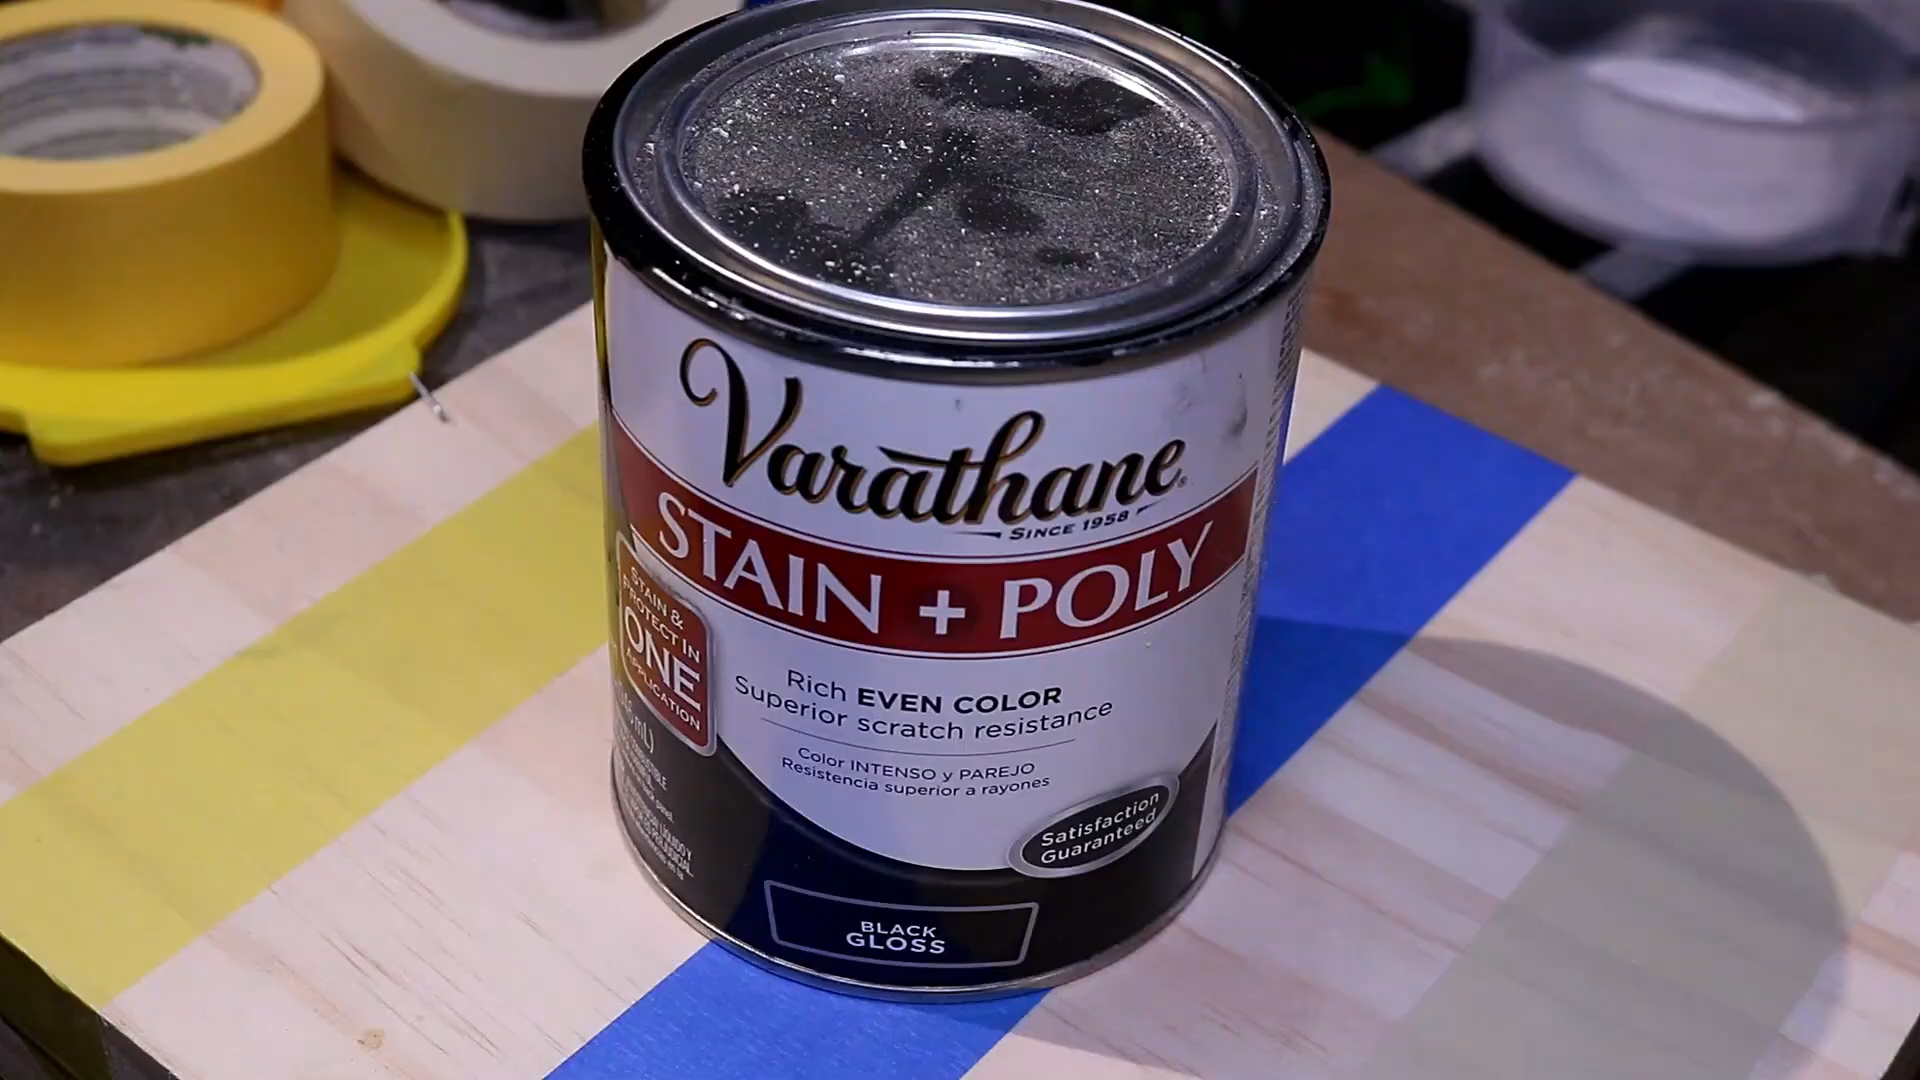 Varathane®
SINCE 1958
STAIN + POLY
STAIN &
PROTECT IN
ONE
APPLICATION
Rich EVEN COLOR
Superior scratch resistance
Color INTENSO y PAREJO
Resistencia superior a rayones
Satisfaction
Guaranteed
BLACK
GLOSS
mL)